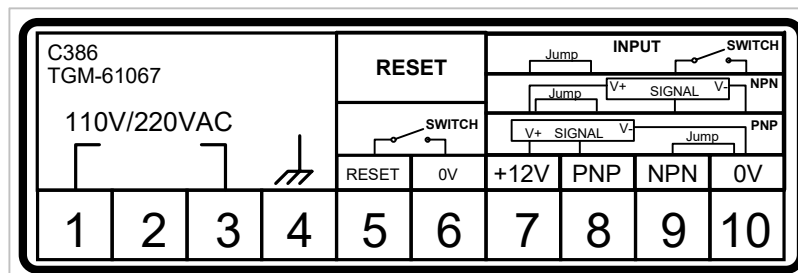 C386
TGM-61067
110V/220VAC
RESET
SWITCH
RESET 0V
INPUT
Jump SWITCH
V+ SIGNAL V- NPN
Jump
V+ SIGNAL V- PNP
Jump
+12V PNP NPN 0V
1 2 3 4 5 6 7 8 9 10